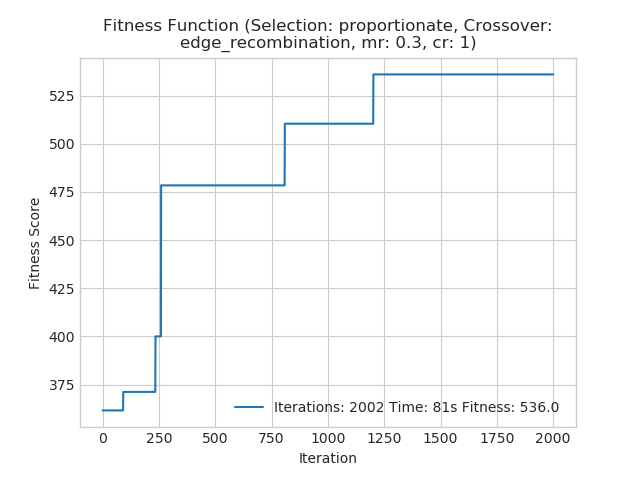 Fitness Function (Selection: proportionate, Crossover:
edge_recombination, mr: 0.3, cr: 1)
525
500
475
450
425
400
375
Fitness Score
Iterations: 2002 Time: 81s Fitness: 536.0
0 250 500 750 1000 1250 1500 1750 2000
Iteration